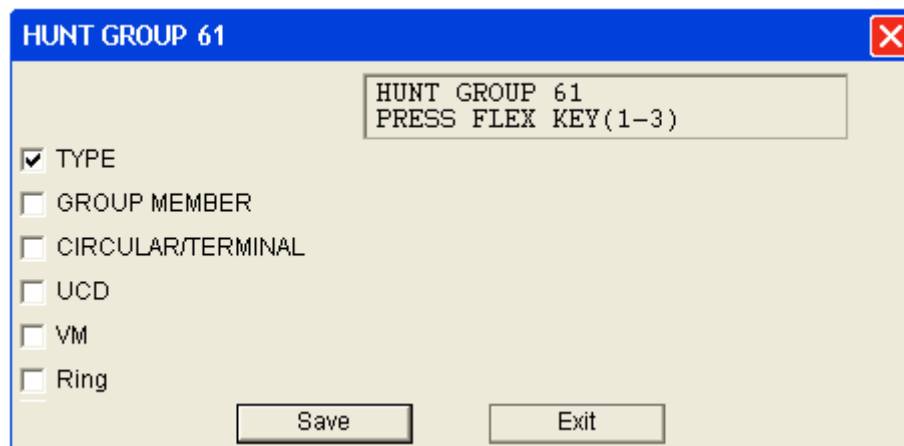 HUNT GROUP 61
HUNT GROUP 61
PRESS FLEX KEY(1-3)
TYPE
GROUP MEMBER
CIRCULAR/TERMINAL
UCD
VM
Ring
Save Exit